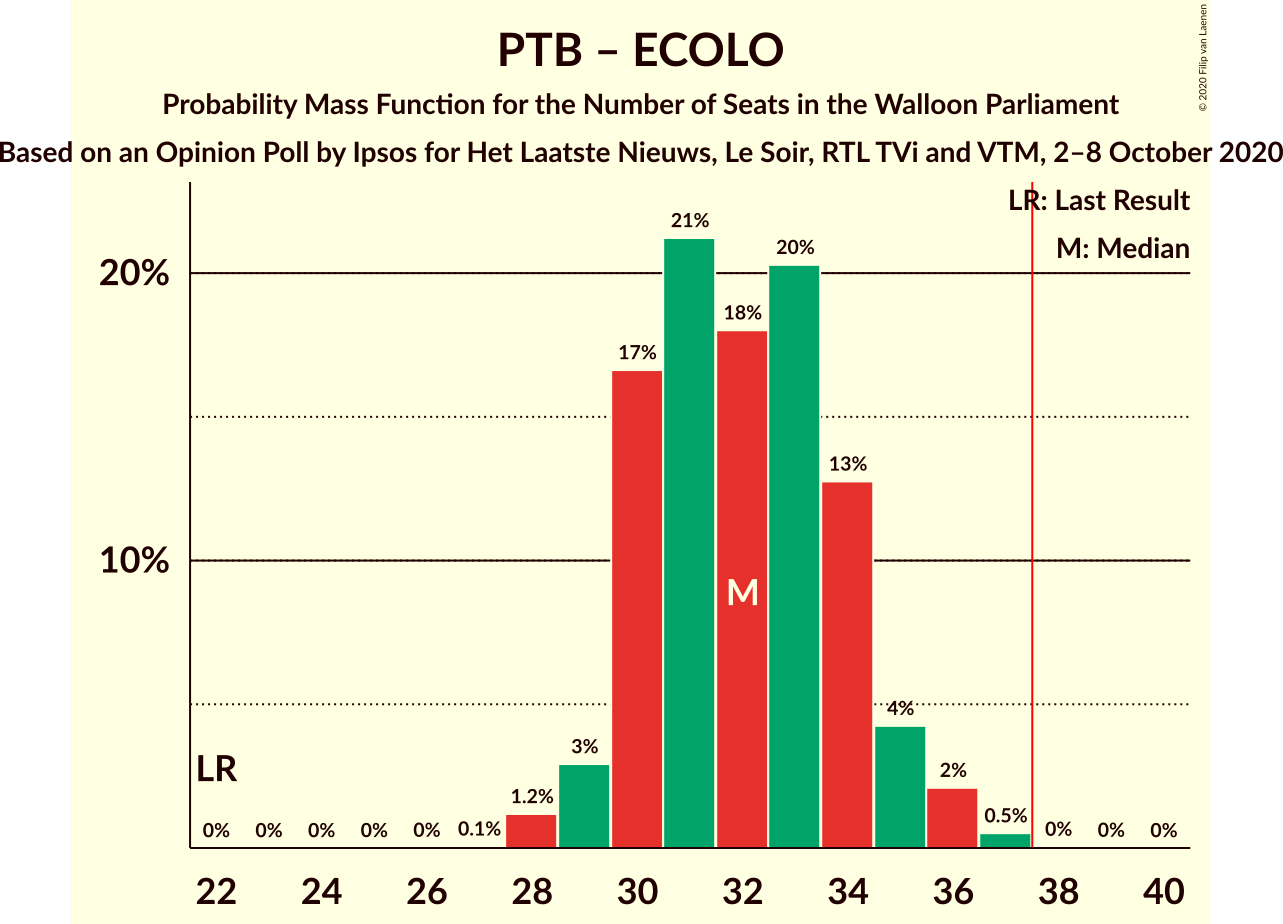 PTB – ECOLO
Probability Mass Function for the Number of Seats in the Walloon Parliament
Based on an Opinion Poll by Ipsos for Het Laatste Nieuws, Le Soir, RTL TVi and VTM, 2–8 October 2020
© 2020 Filip van Laenen
LR: Last Result
M: Median
20%
10%
21%
20%
18%
17%
13%
M
4%
LR
3%
2%
1.2%
0.5%
0% 0% 0% 0% 0% 0.1% 0% 0% 0%
22 24 26 28 30 32 34 36 38 40